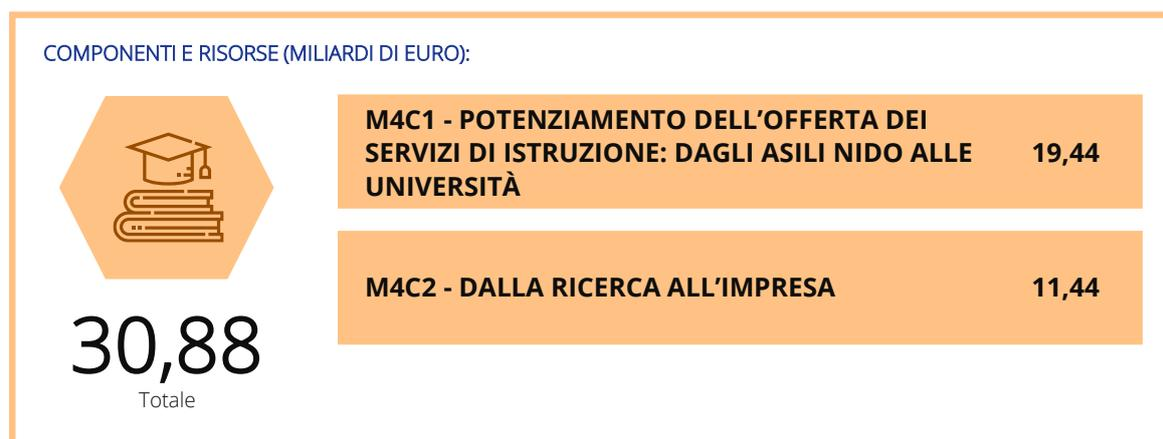 COMPONENTI E RISORSE (MILIARDI DI EURO):
M4C1 - POTENZIAMENTO DELL’OFFERTA DEI
SERVIZI DI ISTRUZIONE: DAGLI ASILI NIDO ALLE
UNIVERSITÀ
19,44
M4C2 - DALLA RICERCA ALL’IMPRESA
11,44
30,88
Totale